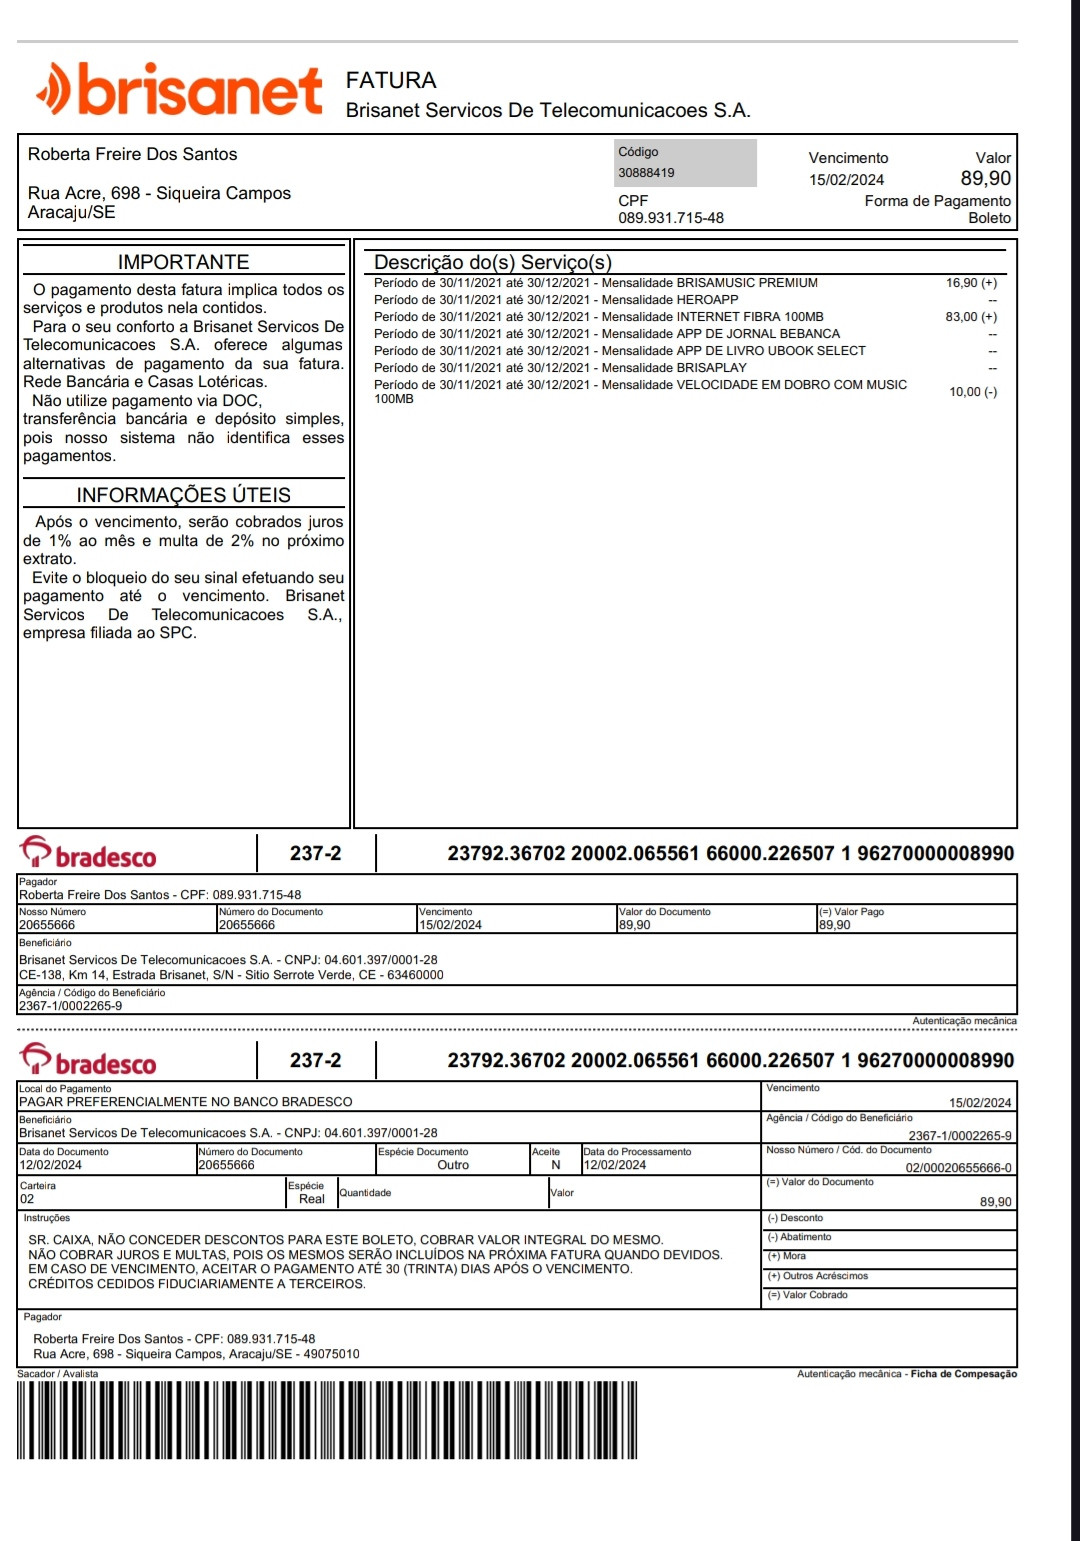 brisanet
FATURA
Brisanet Servicos De Telecomunicacoes S.A.
Roberta Freire Dos Santos
Rua Acre, 698 - Siqueira Campos
Aracaju/SE
Código
30888419
CPF
089.931.715-48
Vencimento
15/02/2024
Valor
89,90
Forma de Pagamento
Boleto
IMPORTANTE
O pagamento desta fatura implica todos os
serviços e produtos nela contidos.
Para o seu conforto a Brisanet Servicos De
Telecomunicacoes S.A. oferece algumas
alternativas de pagamento da sua fatura.
Rede Bancária e Casas Lotéricas.
Não utilize pagamento via DOC,
transferência bancária e depósito simples,
pois nosso sistema não identifica esses
pagamentos.
INFORMAÇÕES ÚTEIS
Após o vencimento, serão cobrados juros
de 1% ao mês e multa de 2% no próximo
extrato.
Evite o bloqueio do seu sinal efetuando seu
pagamento até o vencimento. Brisanet
Servicos De Telecomunicacoes S.A.,
empresa filiada ao SPC.
Descrição do(s) Serviço(s)
Período de 30/11/2021 até 30/12/2021 - Mensalidade BRISAMUSIC PREMIUM 16,90 (+)
Período de 30/11/2021 até 30/12/2021 - Mensalidade HEROAPP --
Período de 30/11/2021 até 30/12/2021 - Mensalidade INTERNET FIBRA 100MB 83,00 (+)
Período de 30/11/2021 até 30/12/2021 - Mensalidade APP DE JORNAL BEBANCA --
Período de 30/11/2021 até 30/12/2021 - Mensalidade APP DE LIVRO UBOOK SELECT --
Período de 30/11/2021 até 30/12/2021 - Mensalidade BRISAPLAY --
Período de 30/11/2021 até 30/12/2021 - Mensalidade VELOCIDADE EM DOBRO COM MUSIC
100MB 10,00 (-)
bradesco 237-2 23792.36702 20002.065561 66000.226507 1 96270000008990
Pagador
Roberta Freire Dos Santos - CPF: 089.931.715-48
Nosso Número Número do Documento Vencimento Valor do Documento (=) Valor Pago
20655666 20655666 15/02/2024 89,90 89,90
Beneficiário
Brisanet Servicos De Telecomunicacoes S.A. - CNPJ: 04.601.397/0001-28
CE-138, Km 14, Estrada Brisanet, S/N - Sitio Serrote Verde, CE - 63460000
Agência / Código do Beneficiário
2367-1/0002265-9
Autenticação mecânica
bradesco 237-2 23792.36702 20002.065561 66000.226507 1 96270000008990
Local do Pagamento
PAGAR PREFERENCIALMENTE NO BANCO BRADESCO
Vencimento
15/02/2024
Beneficiário
Brisanet Servicos De Telecomunicacoes S.A. - CNPJ: 04.601.397/0001-28
Agência / Código do Beneficiário
2367-1/0002265-9
Data do Documento Número do Documento Espécie Documento Aceite Data do Processamento
12/02/2024 20655666 Outro N 12/02/2024
Nosso Número / Cód. do Documento
02/00020655666-0
Carteira
02
Espécie
Real
Quantidade
Valor
(=) Valor do Documento
89,90
Instruções
SR. CAIXA, NÃO CONCEDER DESCONTOS PARA ESTE BOLETO, COBRAR VALOR INTEGRAL DO MESMO.
NÃO COBRAR JUROS E MULTAS, POIS OS MESMOS SERÃO INCLUÍDOS NA PRÓXIMA FATURA QUANDO DEVIDOS.
EM CASO DE VENCIMENTO, ACEITAR O PAGAMENTO ATÉ 30 (TRINTA) DIAS APÓS O VENCIMENTO.
CRÉDITOS CEDIDOS FIDUCIARIAMENTE A TERCEIROS.
(-) Desconto
(-) Abatimento
(+) Mora
(+) Outros Acréscimos
(=) Valor Cobrado
Pagador
Roberta Freire Dos Santos - CPF: 089.931.715-48
Rua Acre, 698 - Siqueira Campos, Aracaju/SE - 49075010
Sacador / Avalista
Autenticação mecânica - Ficha de Compesação